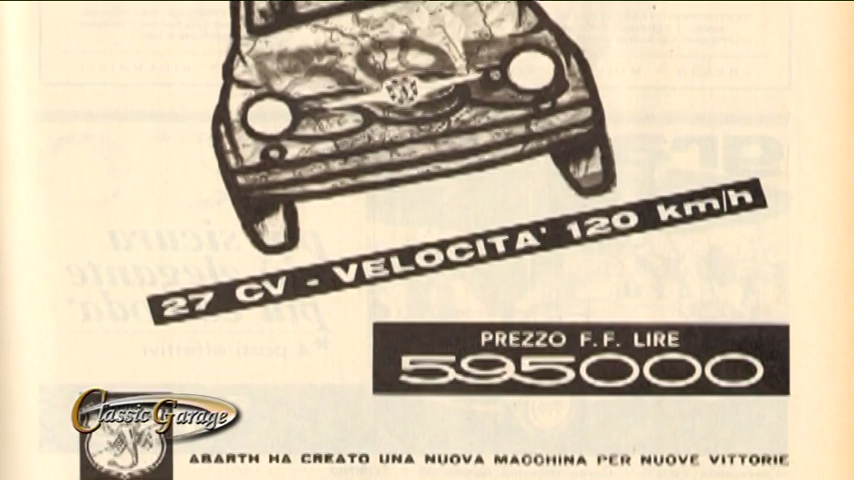 27 CV - VELOCITA' 120 km/h
PREZZO F.F. LIRE
595000
Classic Garage
ABARTH HA CREATO UNA NUOVA MACCHINA PER NUOVE VITTORIE